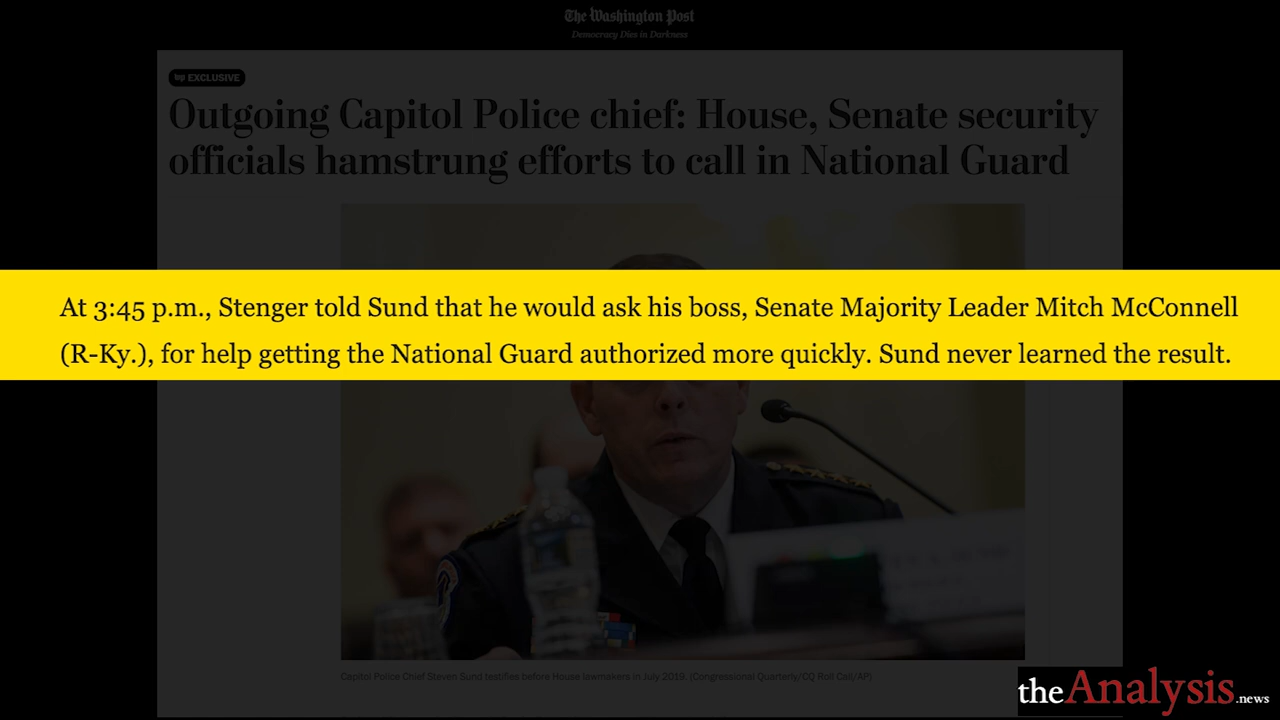 The Washington Post
Democracy Dies in Darkness
wp EXCLUSIVE
Outgoing Capitol Police chief: House, Senate security
officials hamstrung efforts to call in National Guard
At 3:45 p.m., Stenger told Sund that he would ask his boss, Senate Majority Leader Mitch McConnell
(R-Ky.), for help getting the National Guard authorized more quickly. Sund never learned the result.
Capitol Police Chief Steven Sund testifies before House lawmakers in July 2019. (Congressional Quarterly/CQ Roll Call/AP)
theAnalysis.news